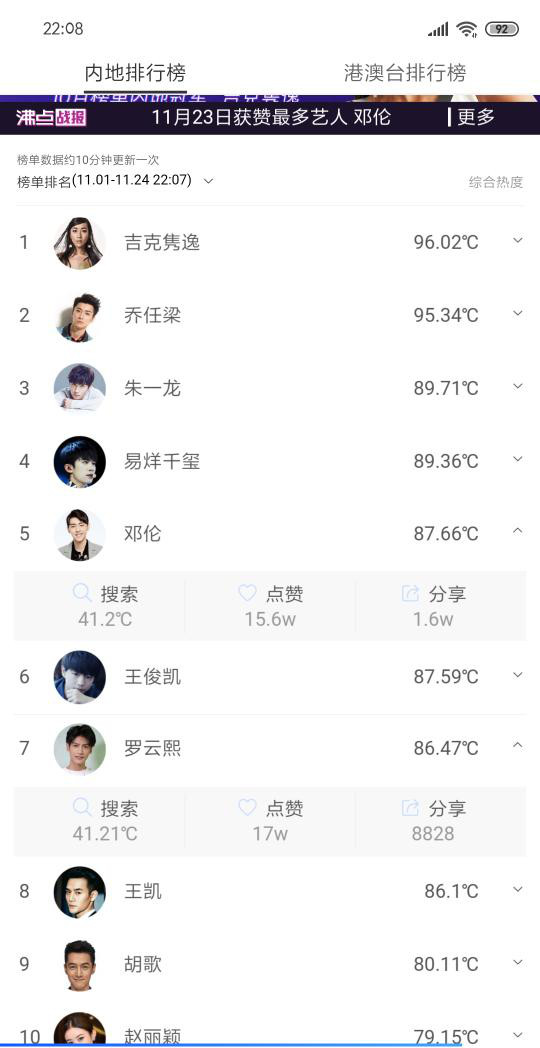 22:08
92
内地排行榜
港澳台排行榜
沸点战报
11月23日获赞最多艺人 邓伦
更多
榜单数据约10分钟更新一次
榜单排名(11.01-11.24 22:07)
综合热度
1 吉克隽逸 96.02℃
2 乔任梁 95.34℃
3 朱一龙 89.71℃
4 易烊千玺 89.36℃
5 邓伦 87.66℃
搜索 点赞 分享
41.2℃ 15.6w 1.6w
6 王俊凯 87.59℃
7 罗云熙 86.47℃
搜索 点赞 分享
41.21℃ 17w 8828
8 王凯 86.1℃
9 胡歌 80.11℃
10 赵丽颖 79.15℃